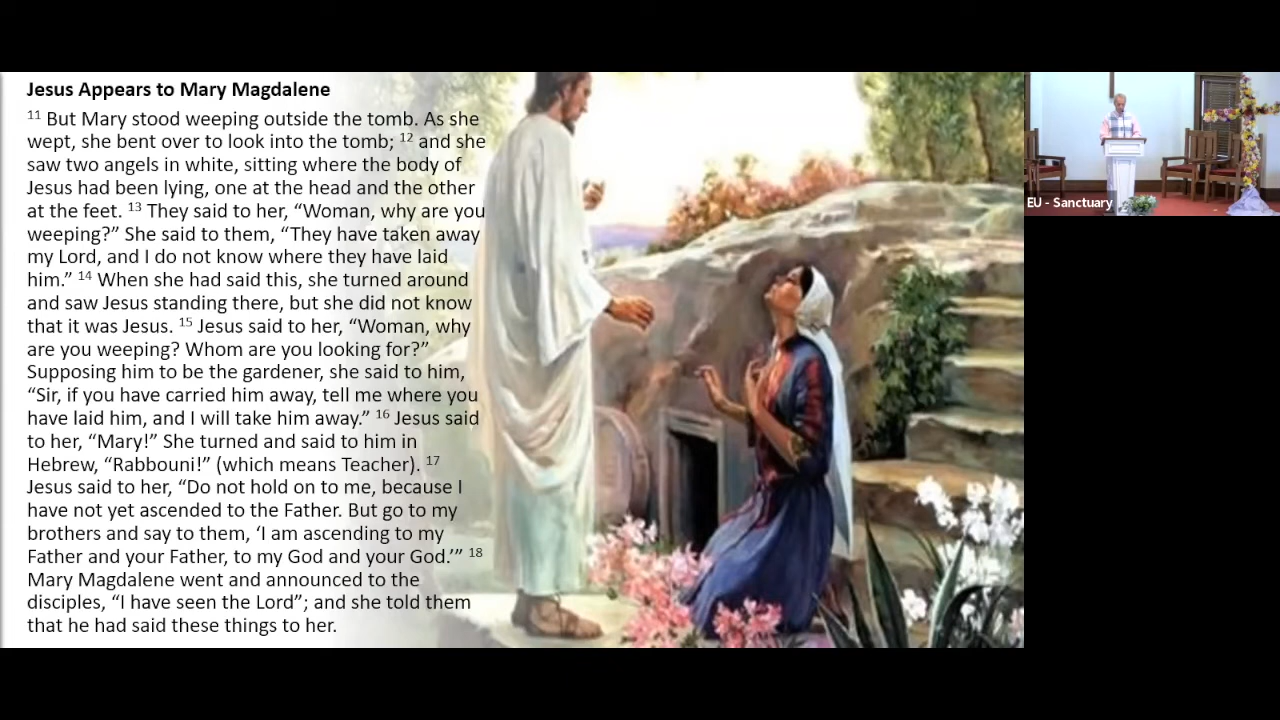 Jesus Appears to Mary Magdalene
11 But Mary stood weeping outside the tomb. As she
wept, she bent over to look into the tomb; 12 and she
saw two angels in white, sitting where the body of
Jesus had been lying, one at the head and the other
at the feet. 13 They said to her, “Woman, why are you
weeping?” She said to them, “They have taken away
my Lord, and I do not know where they have laid
him.” 14 When she had said this, she turned around
and saw Jesus standing there, but she did not know
that it was Jesus. 15 Jesus said to her, “Woman, why
are you weeping? Whom are you looking for?”
Supposing him to be the gardener, she said to him,
“Sir, if you have carried him away, tell me where you
have laid him, and I will take him away.” 16 Jesus said
to her, “Mary!” She turned and said to him in
Hebrew, “Rabbouni!” (which means Teacher). 17
Jesus said to her, “Do not hold on to me, because I
have not yet ascended to the Father. But go to my
brothers and say to them, ‘I am ascending to my
Father and your Father, to my God and your God.’” 18
Mary Magdalene went and announced to the
disciples, “I have seen the Lord”; and she told them
that he had said these things to her.
EU - Sanctuary